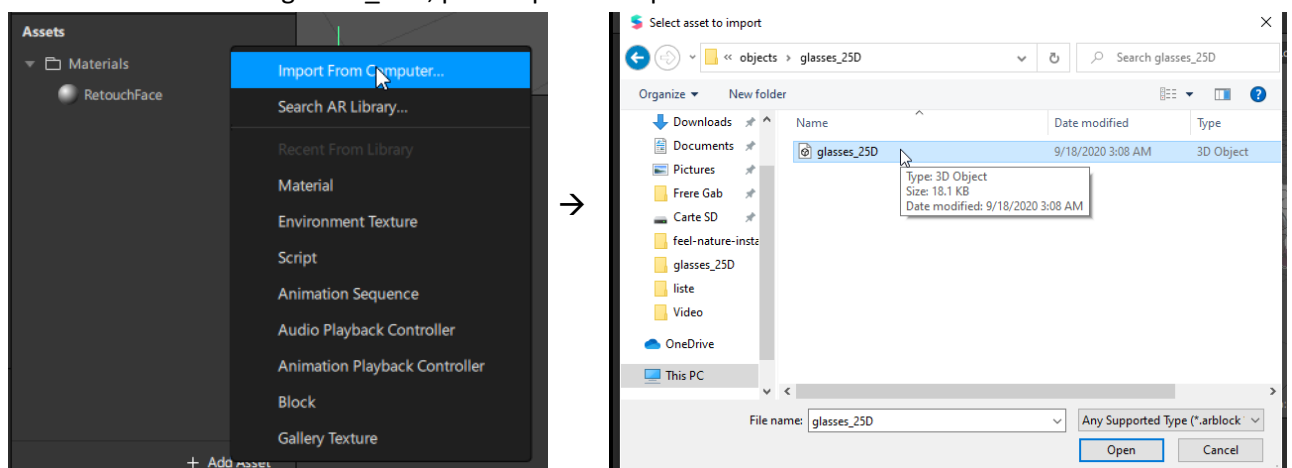 Assets
Materials
RetouchFace
+ Add Asset
Import From Computer...
Search AR Library...
Recent From Library
Material
Environment Texture
Script
Animation Sequence
Audio Playback Controller
Animation Playback Controller
Block
Gallery Texture
→
Select asset to import
« objects › glasses_25D
Search glasses_25D
Organize New folder
Downloads
Documents
Pictures
Frere Gab
Carte SD
feel-nature-insta
glasses_25D
liste
Video
OneDrive
This PC
Name Date modified Type
glasses_25D 9/18/2020 3:08 AM 3D Object
Type: 3D Object
Size: 18.1 KB
Date modified: 9/18/2020 3:08 AM
File name: glasses_25D Any Supported Type (*.arblock
Open Cancel